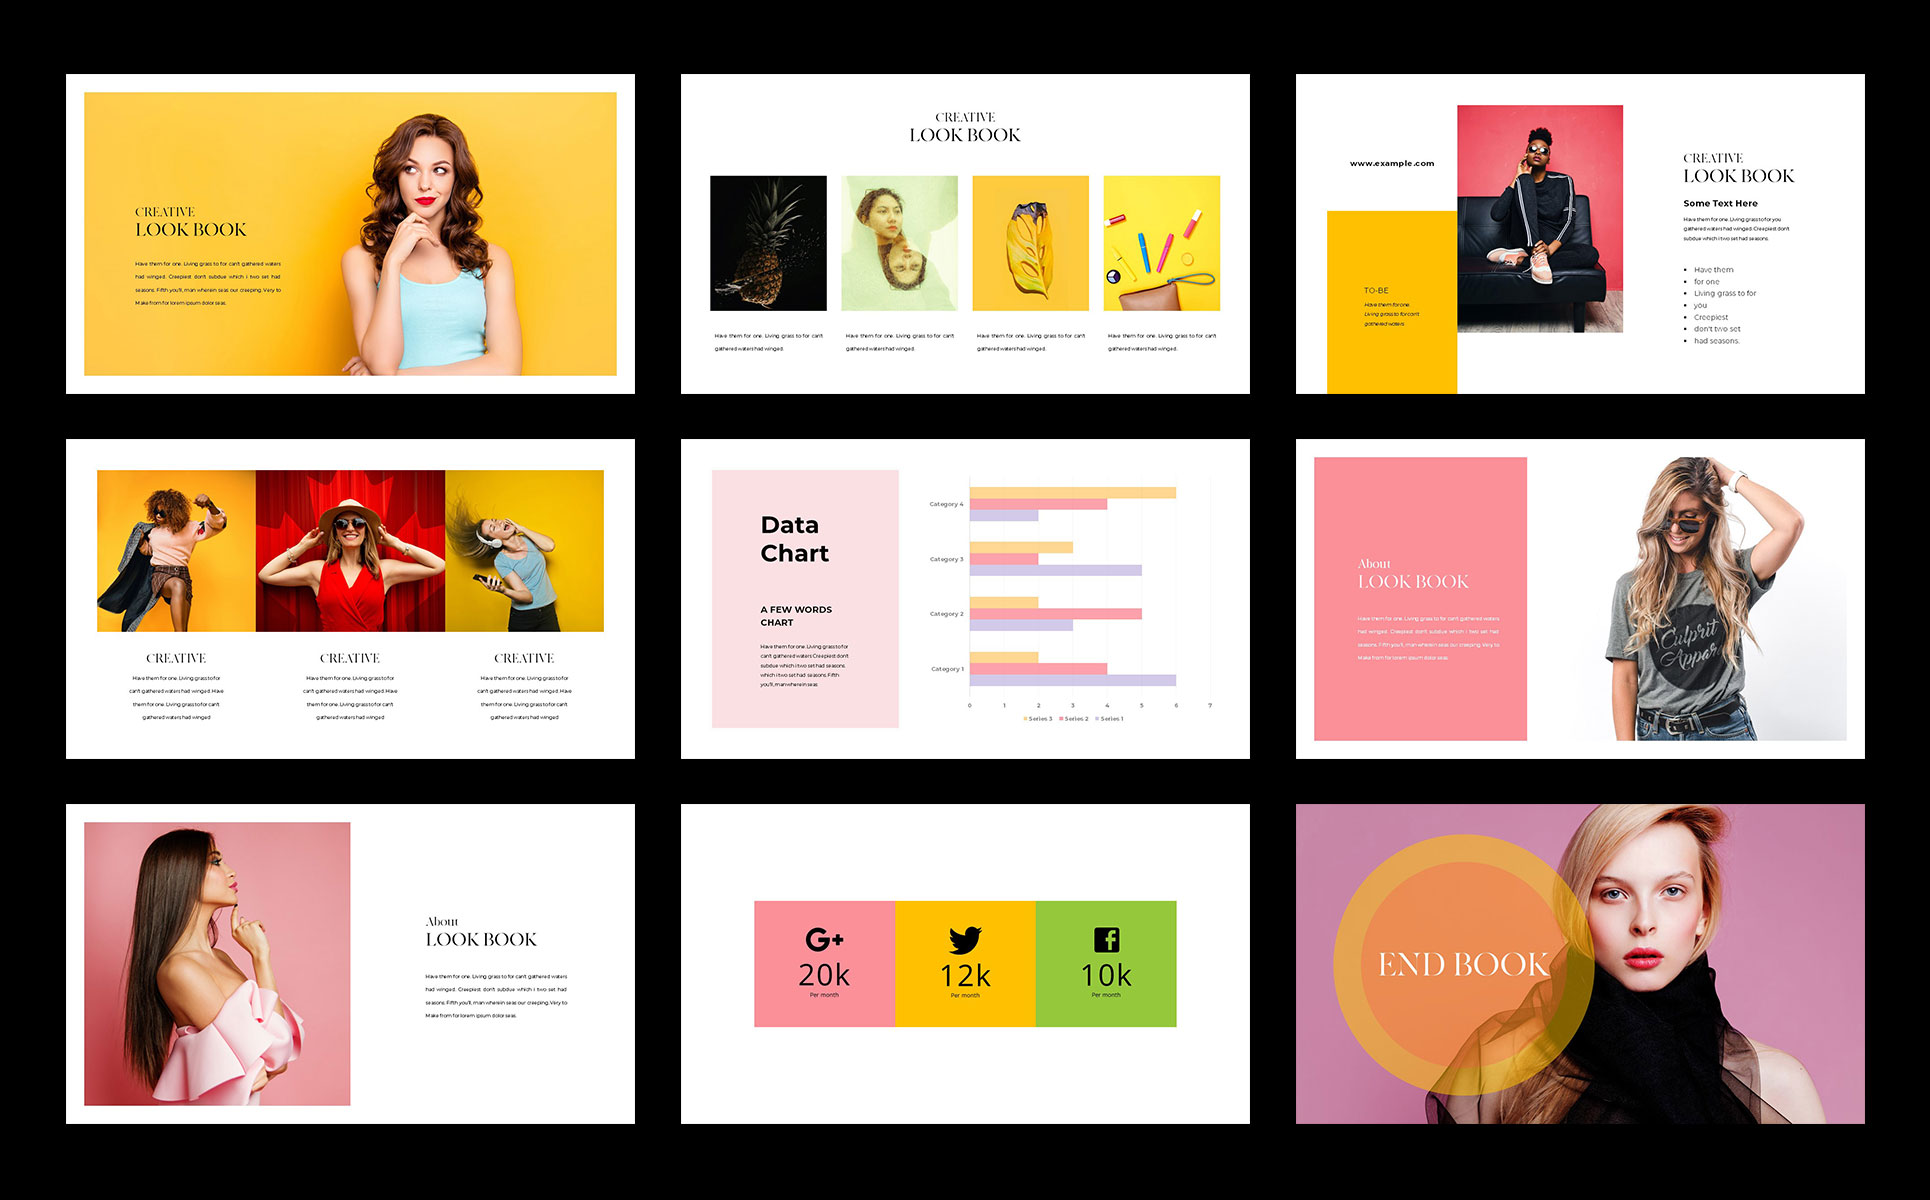 CREATIVE
LOOK BOOK
Have them for one. Living grass to for can't gathered waters
had winged. Creepiest don't subdue which i two set had
seasons. Fifth you'll, man wherein seas our creeping. Very to
Make from for lorem ipsum dolor seas.
CREATIVE
LOOK BOOK
Have them for one. Living grass to for can't
gathered waters had winged.
Have them for one. Living grass to for can't
gathered waters had winged.
Have them for one. Living grass to for can't
gathered waters had winged.
Have them for one. Living grass to for can't
gathered waters had winged.
www.example.com
TO-BE
Have them for one.
Living grass to for can't
gathered waters
CREATIVE
LOOK BOOK
Some Text Here
Have them for one. Living grass to for you
gathered waters had winged. Creepiest don't
subdue which i two set had seasons.
• Have them
• for one
• Living grass to for
• you
• Creepiest
• don't two set
• had seasons.
CREATIVE
Have them for one. Living grass to for
can't gathered waters had winged. Have
them for one. Living grass to for can't
gathered waters had winged
CREATIVE
Have them for one. Living grass to for
can't gathered waters had winged. Have
them for one. Living grass to for can't
gathered waters had winged
CREATIVE
Have them for one. Living grass to for
can't gathered waters had winged. Have
them for one. Living grass to for can't
gathered waters had winged
Data
Chart
A FEW WORDS
CHART
Have them for one. Living grass to for
can't gathered waters Creepiest don't
subdue which i two set had seasons.
which i two set had seasons. Fifth
you'll, man wherein seas
Category 4
Category 3
Category 2
Category 1
0 1 2 3 4 5 6 7
Series 3 Series 2 Series 1
About
LOOK BOOK
Have them for one. Living grass to for can't gathered waters
had winged. Creepiest don't subdue which i two set had
seasons. Fifth you'll, man wherein seas our creeping. Very to
Make from for lorem ipsum dolor seas.
Culprit
Appar
About
LOOK BOOK
Have them for one. Living grass to for can't gathered waters
had winged. Creepiest don't subdue which i two set had
seasons. Fifth you'll, man wherein seas our creeping. Very to
Make from for lorem ipsum dolor seas.
G+
20k
Per month
12k
Per month
f
10k
Per month
END BOOK